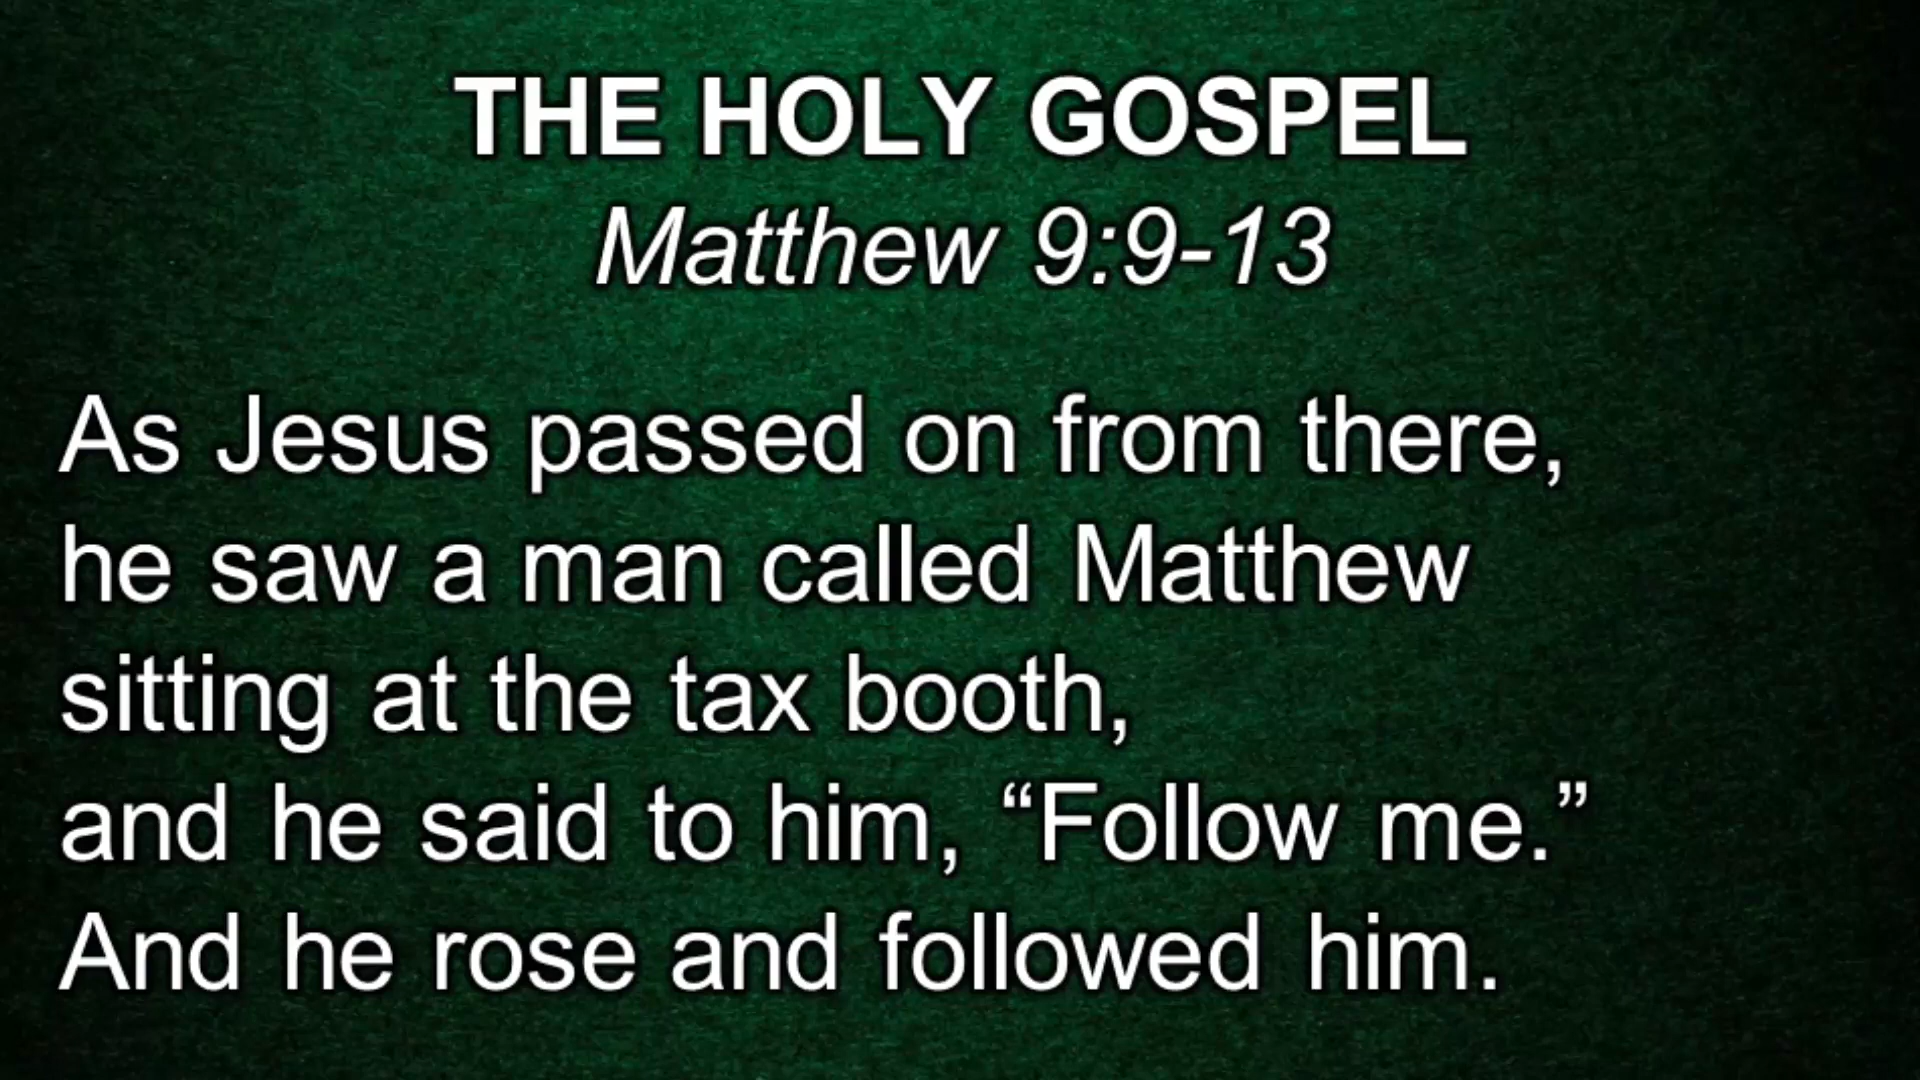 THE HOLY GOSPEL
Matthew 9:9-13
As Jesus passed on from there,
he saw a man called Matthew
sitting at the tax booth,
and he said to him, “Follow me.”
And he rose and followed him.